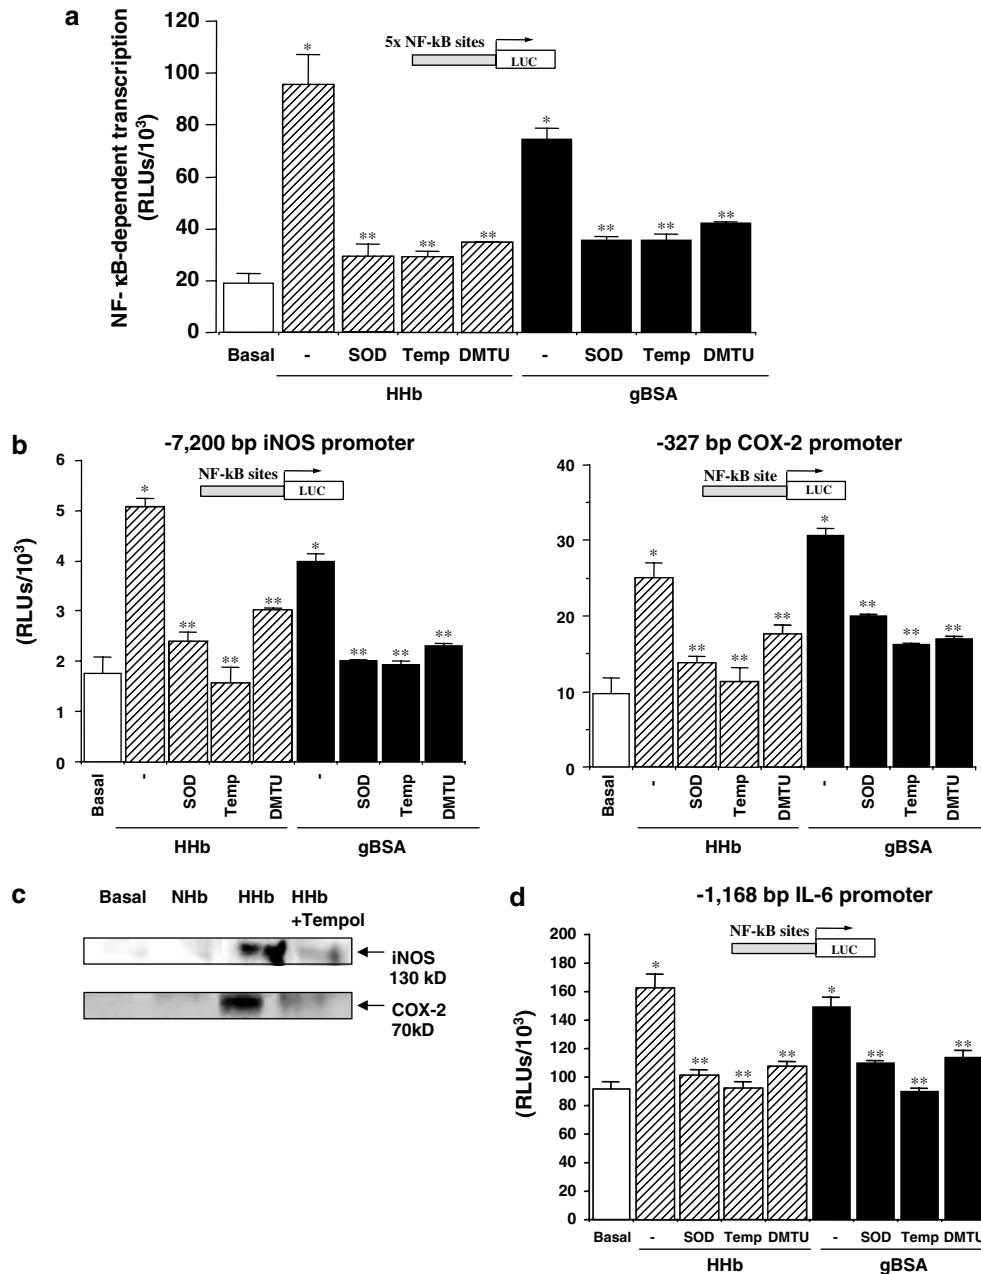 a
120
100
80
60
40
20
0
NF- κB-dependent transcription
(RLUs/10³)
5x NF-kB sites
LUC
*
**
**
**
*
**
**
**
Basal - SOD Temp DMTU - SOD Temp DMTU
HHb gBSA
b
-7,200 bp iNOS promoter
6
5
4
3
2
1
0
(RLUs/10³)
NF-kB sites
LUC
*
**
**
**
*
**
**
**
Basal - SOD Temp DMTU - SOD Temp DMTU
HHb gBSA
-327 bp COX-2 promoter
40
30
20
10
0
NF-kB site
LUC
*
**
**
**
*
**
**
**
Basal - SOD Temp DMTU - SOD Temp DMTU
HHb gBSA
c
Basal NHb HHb HHb
+Tempol
iNOS
130 kD
COX-2
70kD
d
-1,168 bp IL-6 promoter
200
180
160
140
120
100
80
60
40
20
0
(RLUs/10³)
NF-kB sites
LUC
*
**
**
**
*
**
**
**
Basal - SOD Temp DMTU - SOD Temp DMTU
HHb gBSA